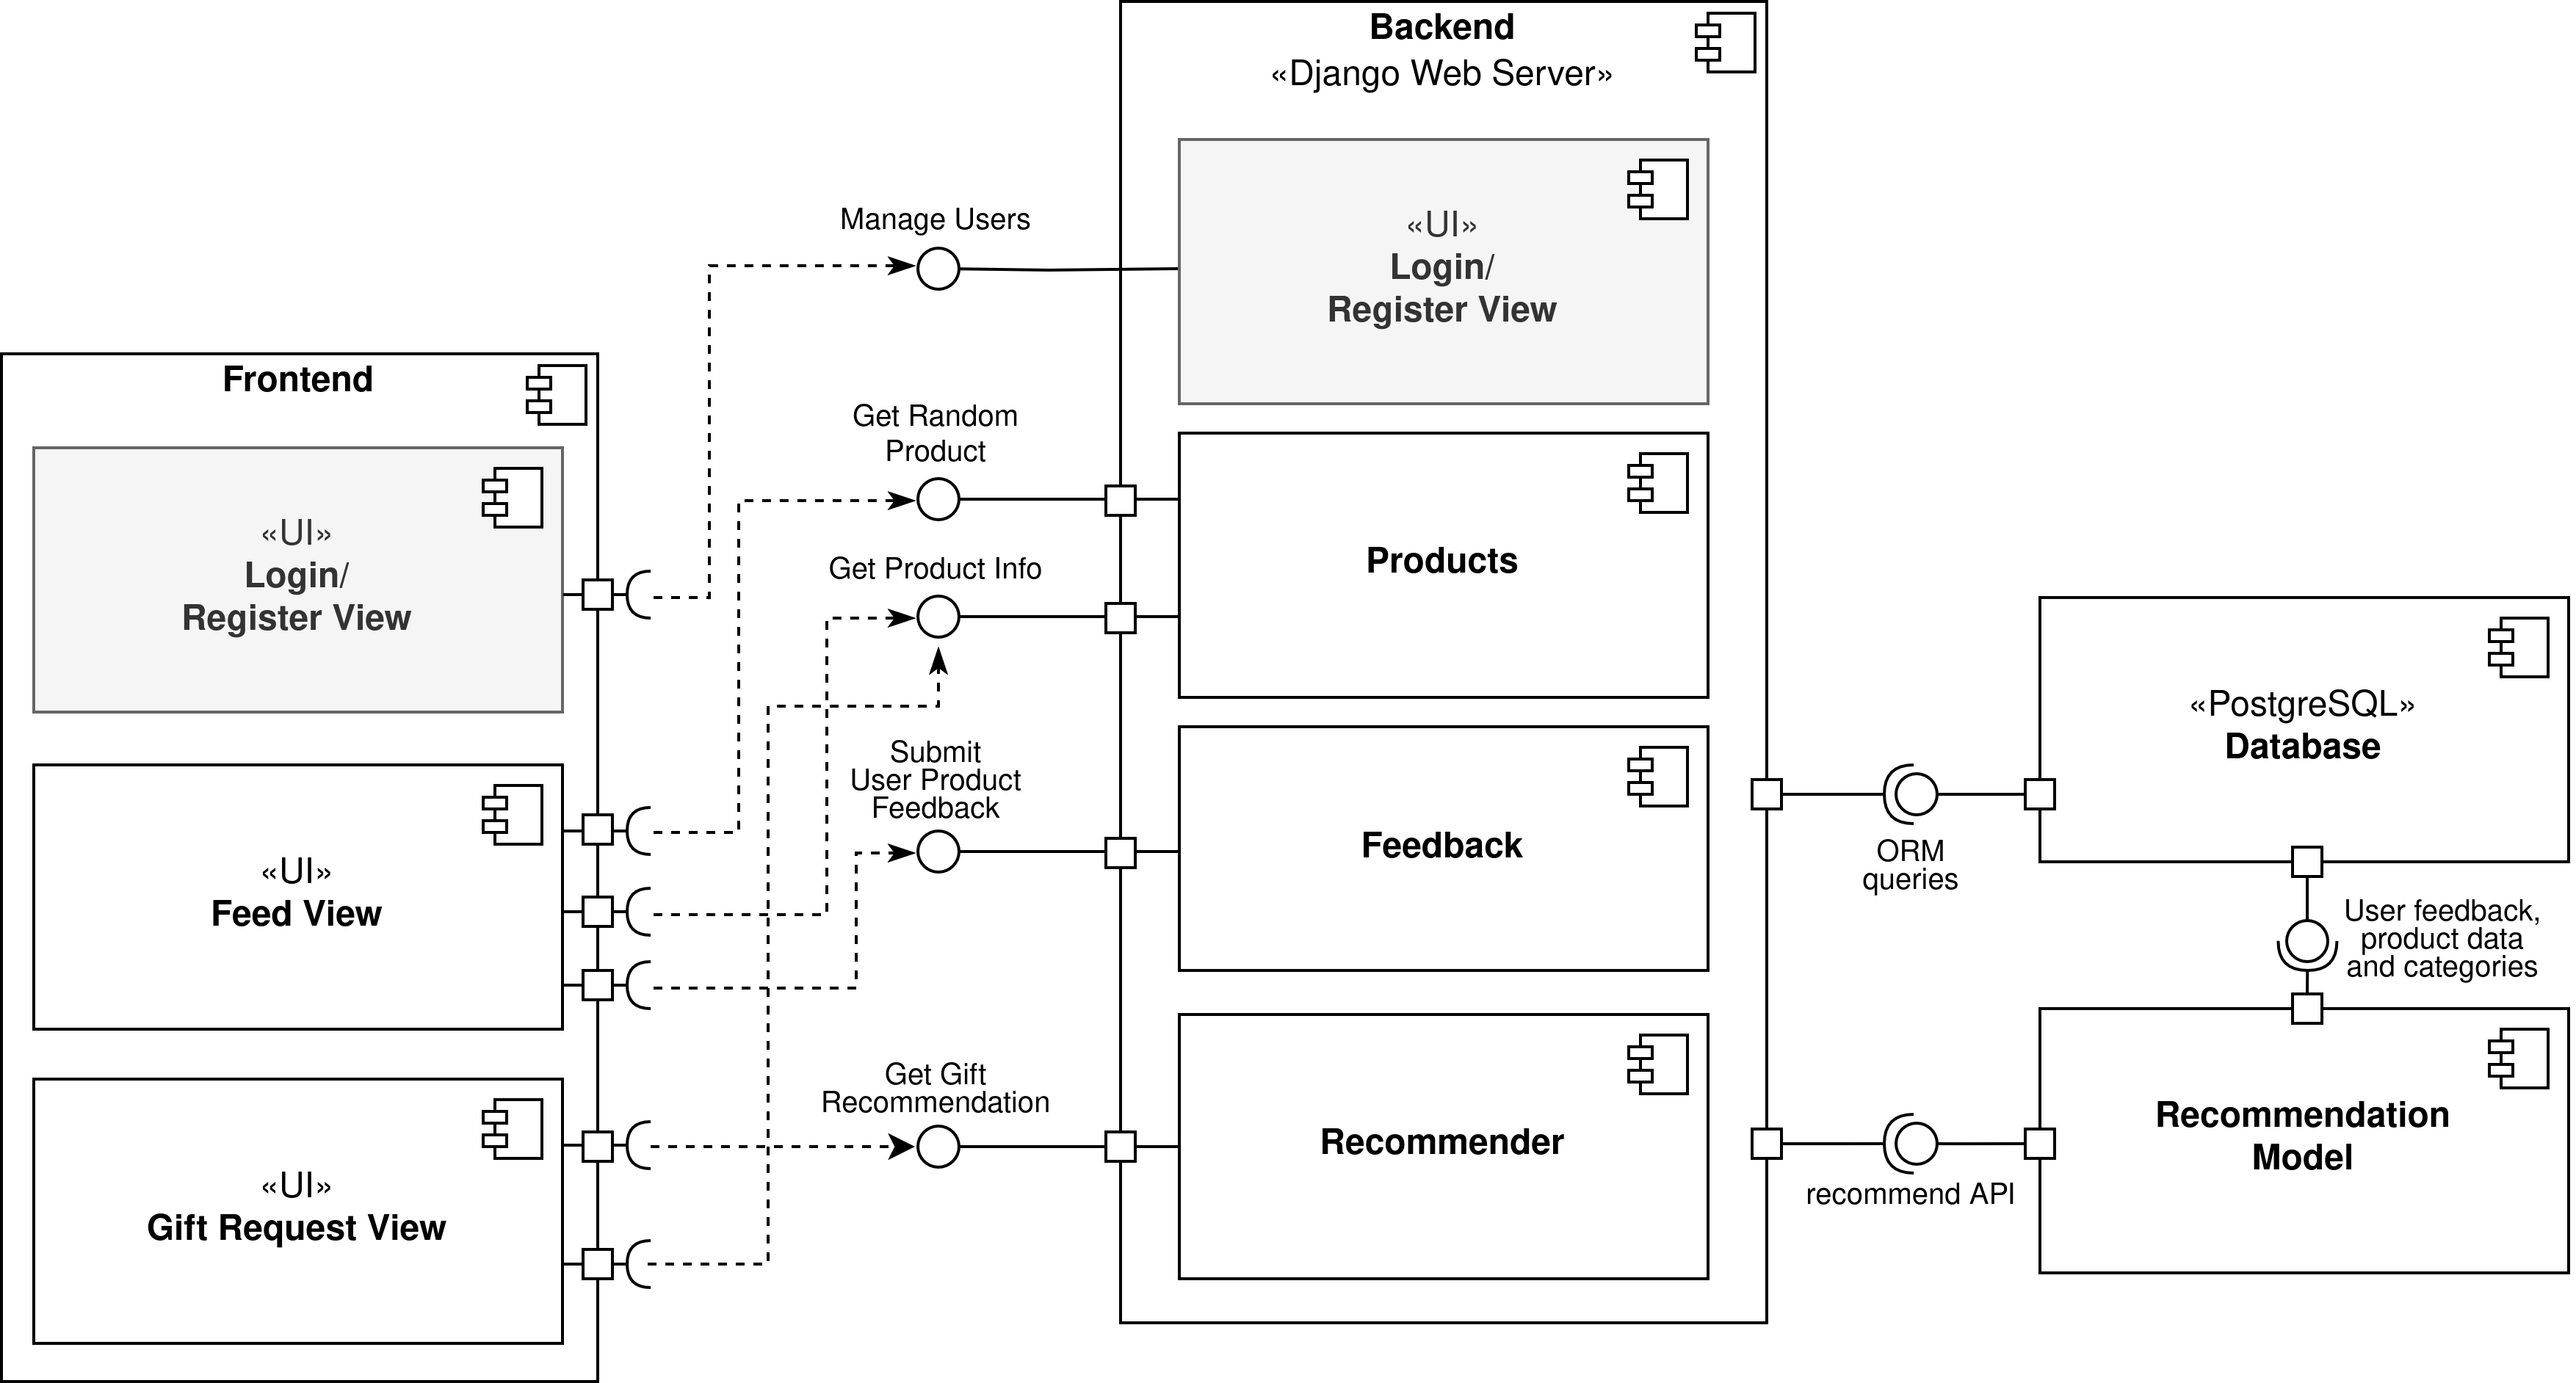 Backend
«Django Web Server»
«UI»
Login/
Register View
Manage Users
Frontend
«UI»
Login/
Register View
Get Random
Product
Get Product Info
Products
«PostgreSQL»
Database
Submit
User Product
Feedback
Feedback
«UI»
Feed View
ORM
queries
User feedback,
product data
and categories
Get Gift
Recommendation
Recommender
«UI»
Gift Request View
recommend API
Recommendation
Model